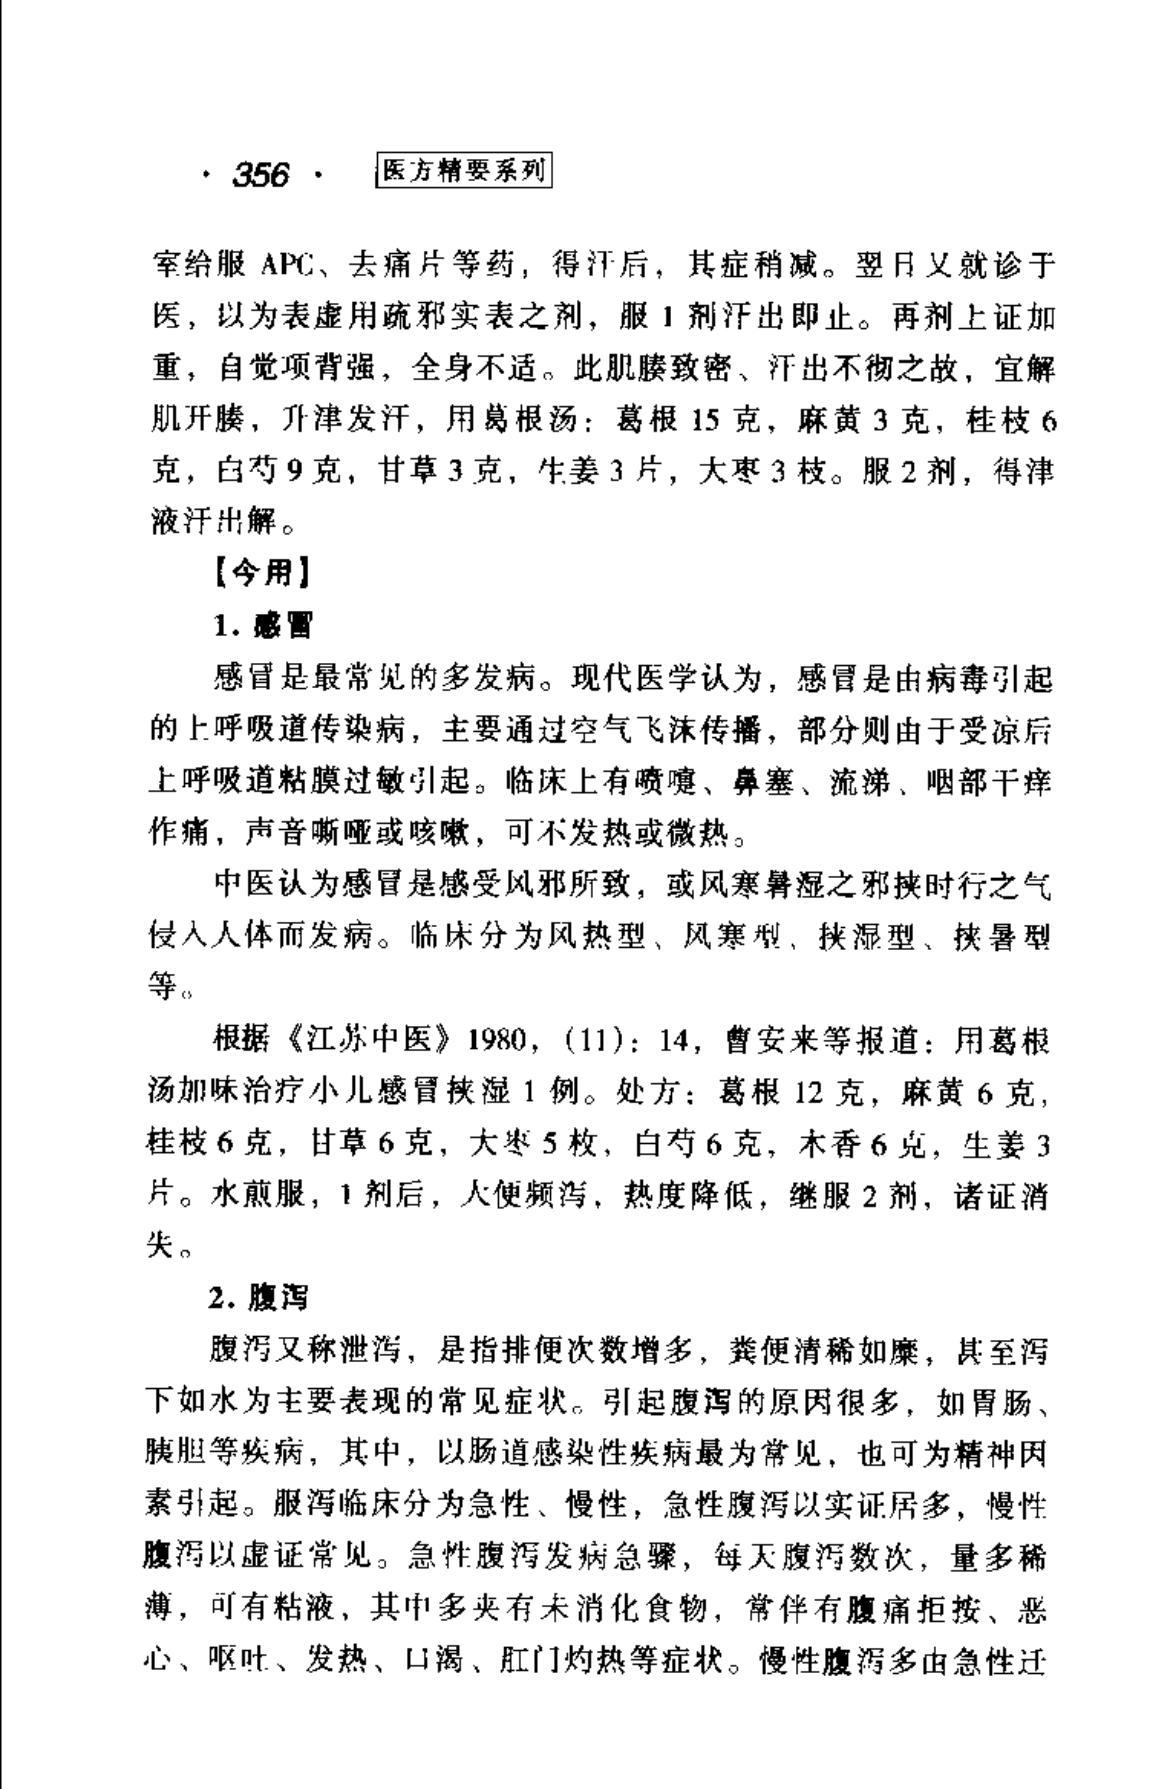 · 356 · 医方精要系列
室给服 APC、去痛片等药，得汗后，其症稍减。翌日又就诊于
医，以为表虚用疏邪实表之剂，服 1 剂汗出即止。再剂上证加
重，自觉项背强，全身不适。此肌腠致密、汗出不彻之故，宜解
肌开腠，升津发汗，用葛根汤：葛根 15 克，麻黄 3 克，桂枝 6
克，白芍 9 克，甘草 3 克，生姜 3 片，大枣 3 枝。服 2 剂，得津
液汗出解。
【今用】
1. 感冒
感冒是最常见的多发病。现代医学认为，感冒是由病毒引起
的上呼吸道传染病，主要通过空气飞沫传播，部分则由于受凉后
上呼吸道粘膜过敏引起。临床上有喷嚏、鼻塞、流涕、咽部干痒
作痛，声音嘶哑或咳嗽，可不发热或微热。
中医认为感冒是感受风邪所致，或风寒暑湿之邪挟时行之气
侵入人体而发病。临床分为风热型、风寒型、挟湿型、挟暑型
等。
根据《江苏中医》1980，(11)：14，曹安来等报道：用葛根
汤加味治疗小儿感冒挟湿 1 例。处方：葛根 12 克，麻黄 6 克，
桂枝 6 克，甘草 6 克，大枣 5 枚，白芍 6 克，木香 6 克，生姜 3
片。水煎服，1 剂后，大便频泻，热度降低，继服 2 剂，诸证消
失。
2. 腹泻
腹泻又称泄泻，是指排便次数增多，粪便清稀如糜，甚至泻
下如水为主要表现的常见症状。引起腹泻的原因很多，如胃肠、
胰胆等疾病，其中，以肠道感染性疾病最为常见，也可为精神因
素引起。服泻临床分为急性、慢性，急性腹泻以实证居多，慢性
腹泻以虚证常见。急性腹泻发病急骤，每天腹泻数次，量多稀
薄，可有粘液，其中多夹有未消化食物，常伴有腹痛拒按、恶
心、呕吐、发热、口渴、肛门灼热等症状。慢性腹泻多由急性迁